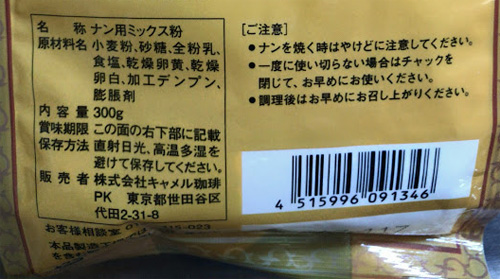 名 称 ナン用ミックス粉
原材料名 小麦粉、砂糖、全粉乳、
食塩、乾燥卵黄、乾燥
卵白、加工デンプン、
膨脹剤
内 容 量 300g
賞味期限 この面の右下部に記載
保存方法 直射日光、高温多湿を
避けて保存してください。
販 売 者 株式会社キャメル珈琲
PK 東京都世田谷区
代田2-31-8
お客様相談
023
本品製造工
[ご注意]
●ナンを焼く時はやけどに注意してください。
●一度に使い切らない場合はチャックを
閉じて、お早めにお使いください。
●調理後はお早めにお召し上がりください。
4 515996 091346